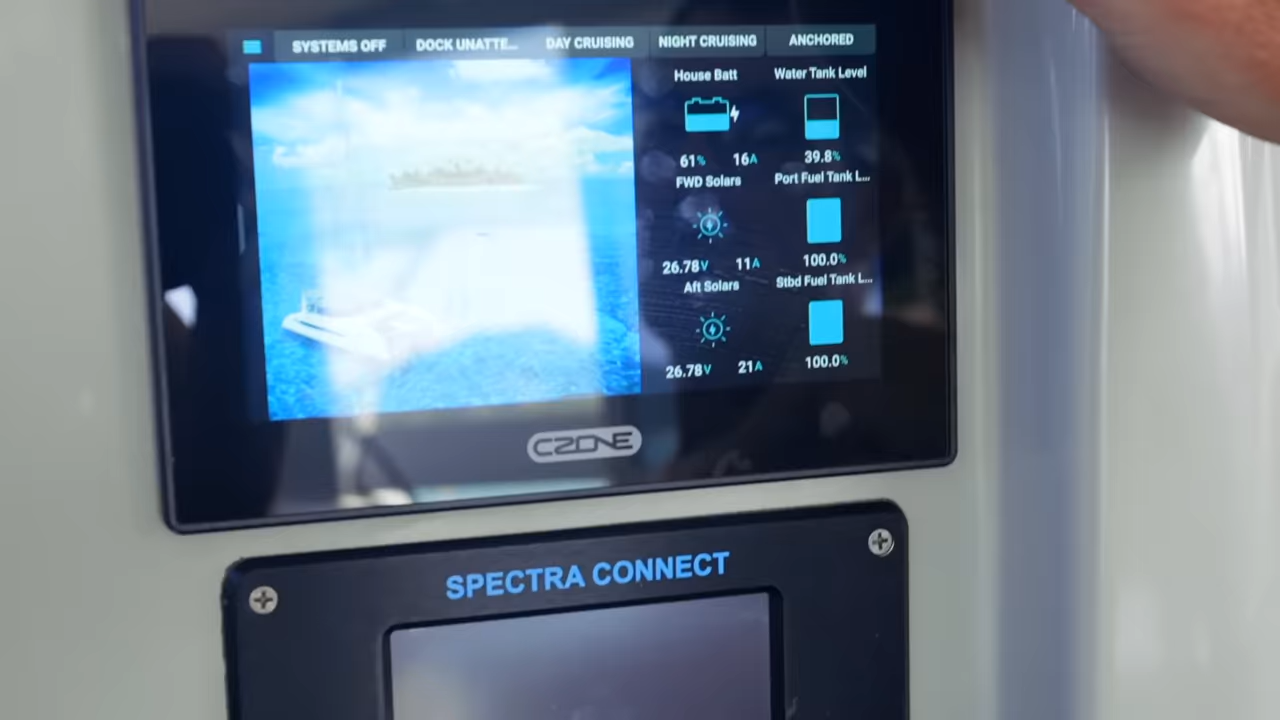 SYSTEMS OFF DOCK UNATTE... DAY CRUISING NIGHT CRUISING ANCHORED
House Batt Water Tank Level
61% 16A 39.8%
FWD Solars Port Fuel Tank L...
26.78V 11A 100.0%
Aft Solars Stbd Fuel Tank L...
26.78V 21A 100.0%
CZONE
SPECTRA CONNECT